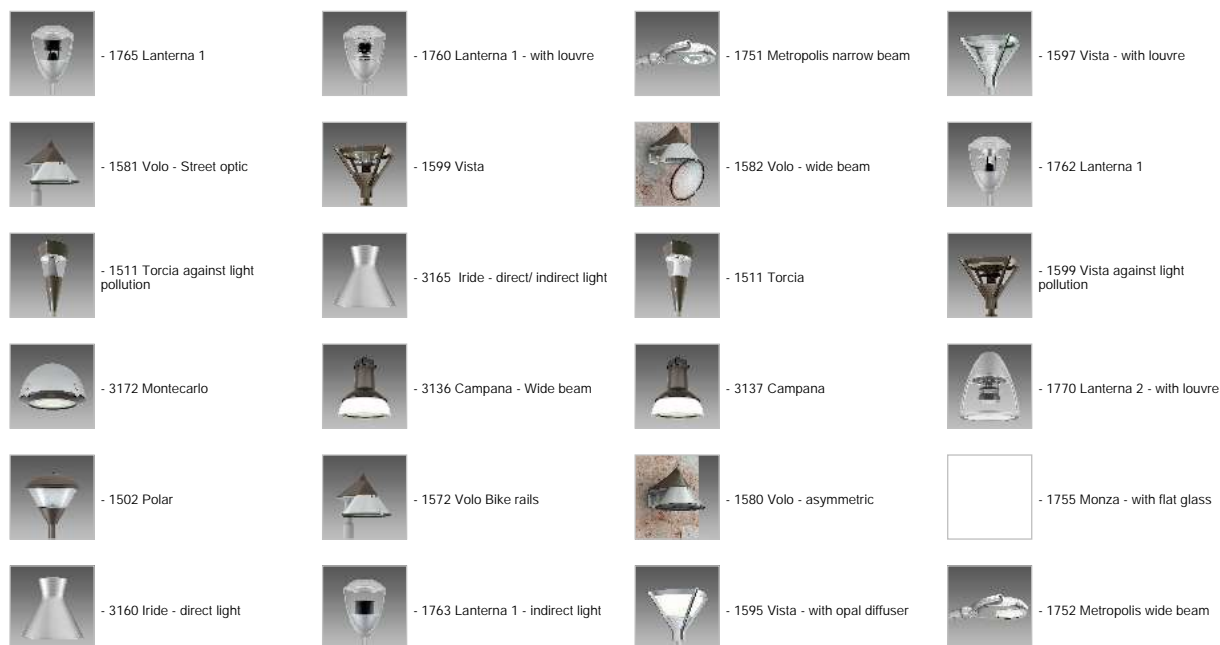 - 1765 Lanterna 1
- 1760 Lanterna 1 - with louvre
- 1751 Metropolis narrow beam
- 1597 Vista - with louvre
- 1581 Volo - Street optic
- 1599 Vista
- 1582 Volo - wide beam
- 1762 Lanterna 1
- 1511 Torcia against light
pollution
- 3165 Iride - direct/ indirect light
- 1511 Torcia
- 1599 Vista against light
pollution
- 3172 Montecarlo
- 3136 Campana - Wide beam
- 3137 Campana
- 1770 Lanterna 2 - with louvre
- 1502 Polar
- 1572 Volo Bike rails
- 1580 Volo - asymmetric
- 1755 Monza - with flat glass
- 3160 Iride - direct light
- 1763 Lanterna 1 - indirect light
- 1595 Vista - with opal diffuser
- 1752 Metropolis wide beam